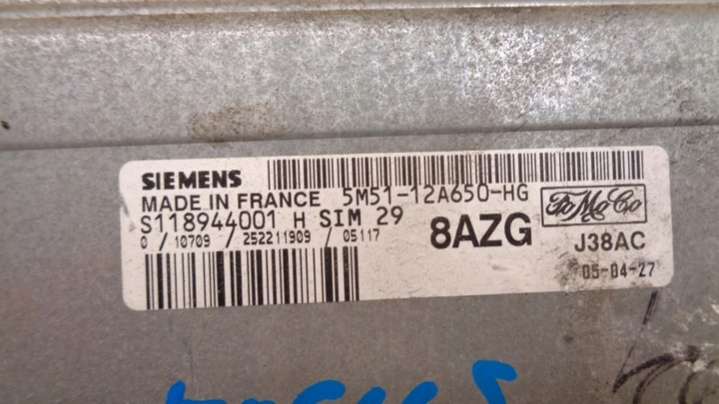 SIEMENS
MADE IN FRANCE 5M51-12A650-HG
S118944001 H SIM 29
0 / 10709 / 252211909 / 05117
8AZG
FoMoCo
J38AC
05-04-27